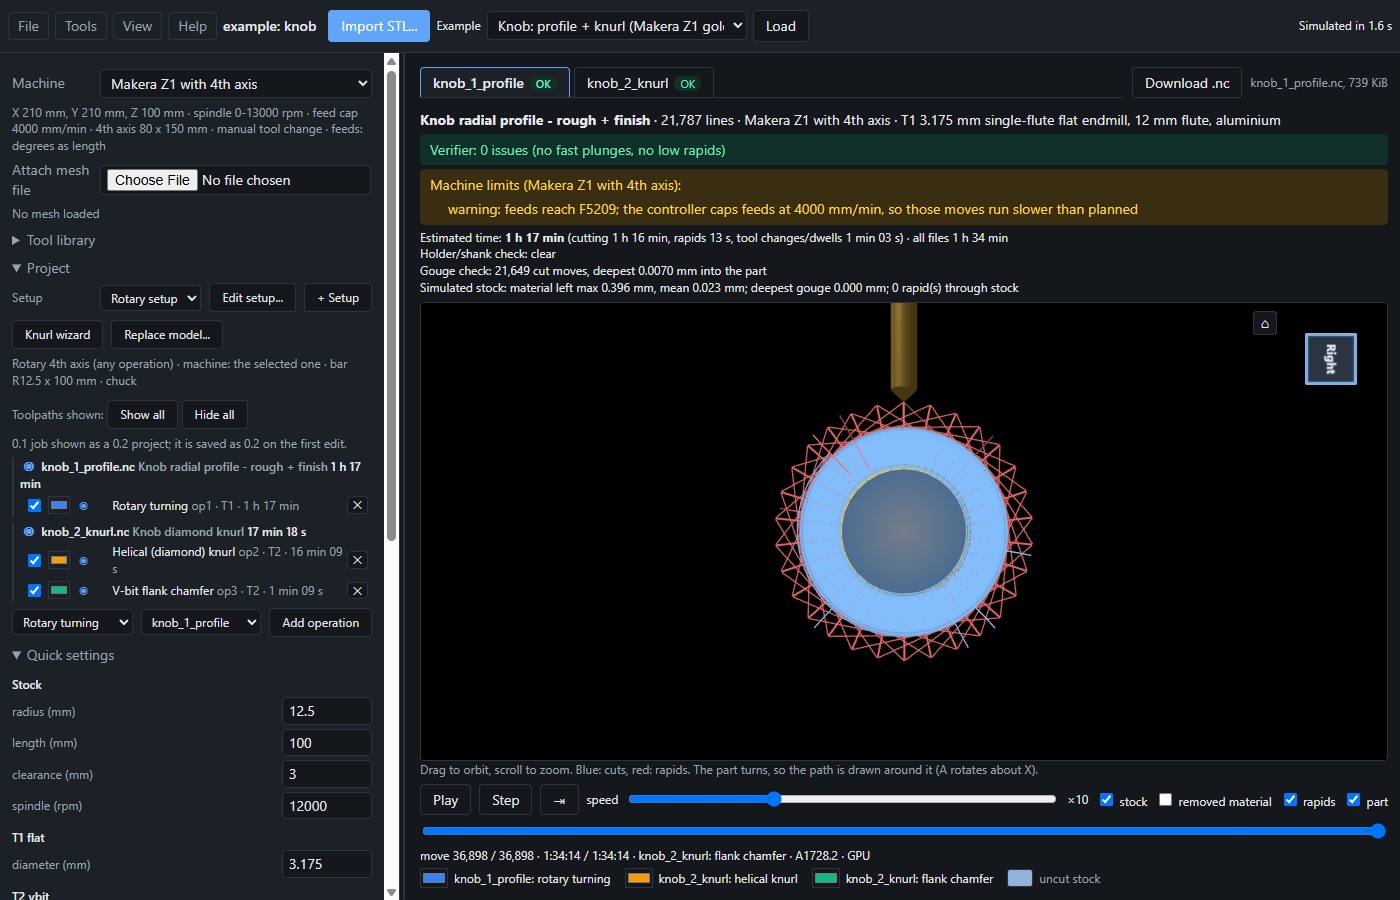 File Tools View Help example: knob Import STL... Example Knob: profile + knurl (Makera Z1 gol Load Simulated in 1.6 s
Machine Makera Z1 with 4th axis
X 210 mm, Y 210 mm, Z 100 mm · spindle 0-13000 rpm · feed cap
4000 mm/min · 4th axis 80 x 150 mm · manual tool change · feeds:
degrees as length
Attach mesh
file Choose File No file chosen
No mesh loaded
Tool library
Project
Setup Rotary setup Edit setup... + Setup
Knurl wizard Replace model...
Rotary 4th axis (any operation) · machine: the selected one · bar
R12.5 x 100 mm · chuck
Toolpaths shown: Show all Hide all
0.1 job shown as a 0.2 project; it is saved as 0.2 on the first edit.
knob_1_profile.nc Knob radial profile - rough + finish 1 h 17
min
Rotary turning op1 · T1 · 1 h 17 min ×
knob_2_knurl.nc Knob diamond knurl 17 min 18 s
Helical (diamond) knurl op2 · T2 · 16 min 09
s ×
V-bit flank chamfer op3 · T2 · 1 min 09 s ×
Rotary turning knob_1_profile Add operation
Quick settings
Stock
radius (mm) 12.5
length (mm) 100
clearance (mm) 3
spindle (rpm) 12000
T1 flat
diameter (mm) 3.175
T2 vbit
knob_1_profile OK knob_2_knurl OK Download .nc knob_1_profile.nc, 739 KiB
Knob radial profile - rough + finish · 21,787 lines · Makera Z1 with 4th axis · T1 3.175 mm single-flute flat endmill, 12 mm flute, aluminium
Verifier: 0 issues (no fast plunges, no low rapids)
Machine limits (Makera Z1 with 4th axis):
warning: feeds reach F5209; the controller caps feeds at 4000 mm/min, so those moves run slower than planned
Estimated time: 1 h 17 min (cutting 1 h 16 min, rapids 13 s, tool changes/dwells 1 min 03 s) · all files 1 h 34 min
Holder/shank check: clear
Gouge check: 21,649 cut moves, deepest 0.0070 mm into the part
Simulated stock: material left max 0.396 mm, mean 0.023 mm; deepest gouge 0.000 mm; 0 rapid(s) through stock
Right
Drag to orbit, scroll to zoom. Blue: cuts, red: rapids. The part turns, so the path is drawn around it (A rotates about X).
Play Step ⇥ speed ×10 stock removed material rapids part
move 36,898 / 36,898 · 1:34:14 / 1:34:14 · knob_2_knurl: flank chamfer · A1728.2 · GPU
knob_1_profile: rotary turning knob_2_knurl: helical knurl knob_2_knurl: flank chamfer uncut stock